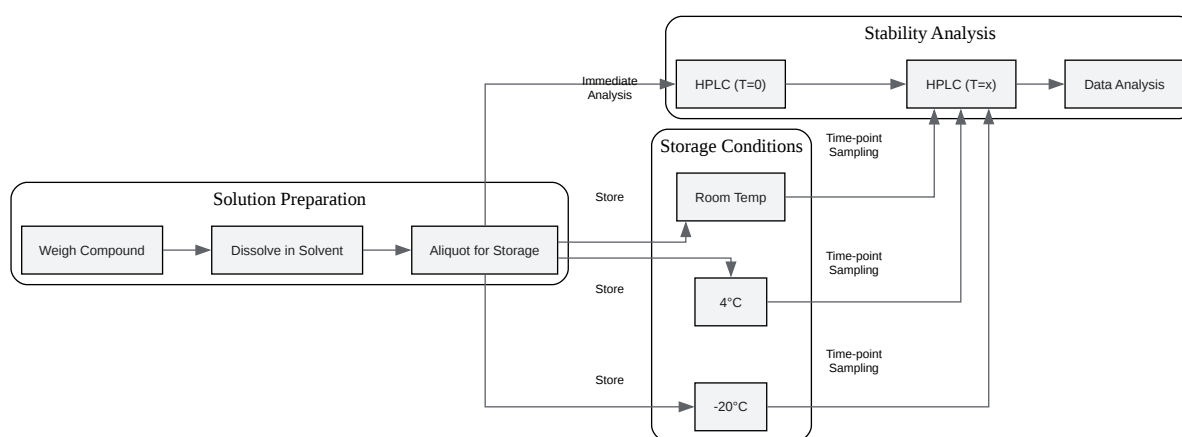 Stability Analysis
Immediate
Analysis
HPLC (T=0)
HPLC (T=x)
Data Analysis
Storage Conditions
Time-point
Sampling
Solution Preparation
Store
Room Temp
Weigh Compound
Dissolve in Solvent
Aliquot for Storage
Time-point
Sampling
Store
4°C
Time-point
Sampling
Store
-20°C